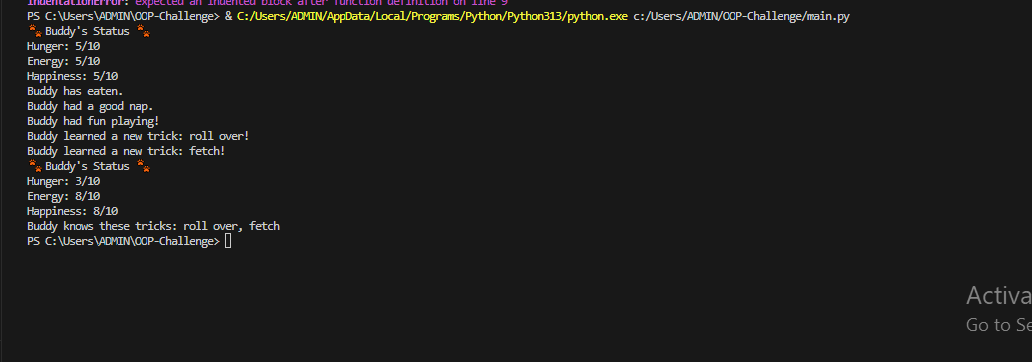 IndentationError: expected an indented block after function definition on line 9
PS C:\Users\ADMIN\OOP-Challenge> & C:/Users/ADMIN/AppData/Local/Programs/Python/Python313/python.exe c:/Users/ADMIN/OOP-Challenge/main.py
🐾 Buddy's Status 🐾
Hunger: 5/10
Energy: 5/10
Happiness: 5/10
Buddy has eaten.
Buddy had a good nap.
Buddy had fun playing!
Buddy learned a new trick: roll over!
Buddy learned a new trick: fetch!
🐾 Buddy's Status 🐾
Hunger: 3/10
Energy: 8/10
Happiness: 8/10
Buddy knows these tricks: roll over, fetch
PS C:\Users\ADMIN\OOP-Challenge>
Activa
Go to Se